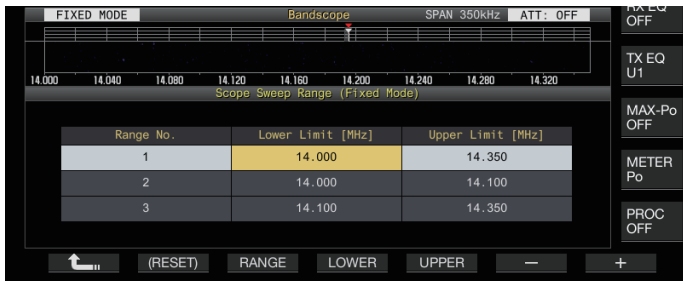 FIXED MODE Bandscope SPAN 350kHz ATT: OFF
RX EQ
OFF
TX EQ
U1
14.000 14.040 14.080 14.120 14.160 14.200 14.240 14.280 14.320
Scope Sweep Range (Fixed Mode)
MAX-Po
OFF
Range No. Lower Limit [MHz] Upper Limit [MHz]
1 14.000 14.350
METER
Po
2 14.000 14.100
3 14.100 14.350
PROC
OFF
(RESET) RANGE LOWER UPPER — +